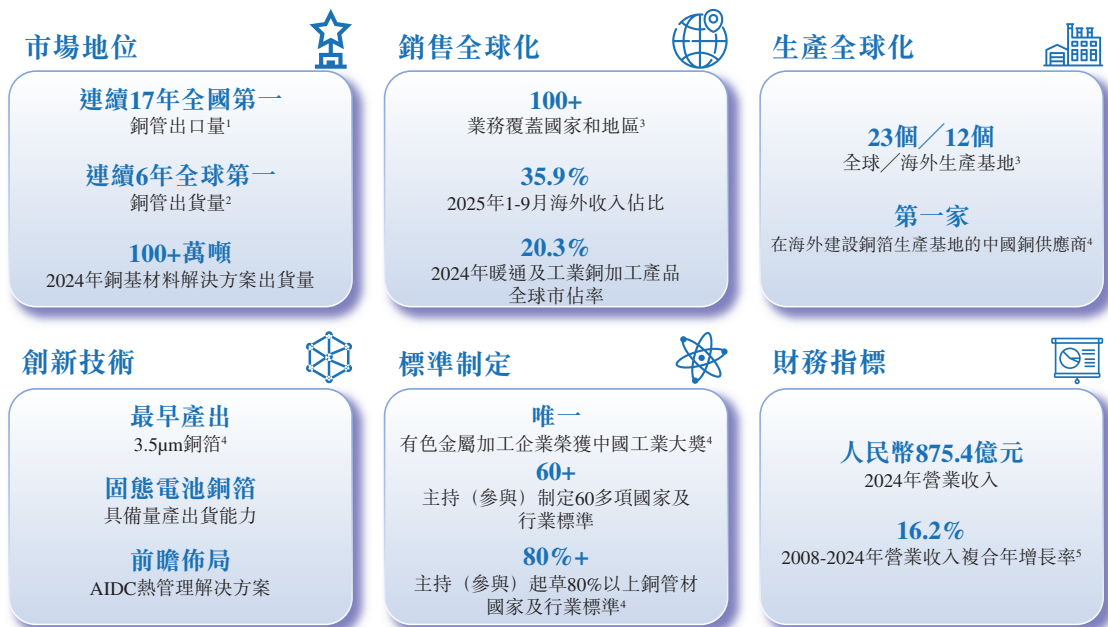 市場地位
連續17年全國第一
銅管出口量¹
連續6年全球第一
銅管出貨量²
100+萬噸
2024年銅基材料解決方案出貨量
銷售全球化
100+
業務覆蓋國家和地區³
35.9%
2025年1-9月海外收入佔比
20.3%
2024年暖通及工業銅加工產品
全球市佔率
生產全球化
23個／12個
全球／海外生產基地³
第一家
在海外建設銅箔生產基地的中國銅供應商⁴
創新技術
最早產出
3.5μm銅箔⁴
固態電池銅箔
具備量產出貨能力
前瞻佈局
AIDC熱管理解決方案
標準制定
唯一
有色金屬加工企業榮獲中國工業大獎⁴
60+
主持（參與）制定60多項國家及
行業標準
80%+
主持（參與）起草80%以上銅管材
國家及行業標準⁴
財務指標
人民幣875.4億元
2024年營業收入
16.2%
2008-2024年營業收入複合年增長率⁵